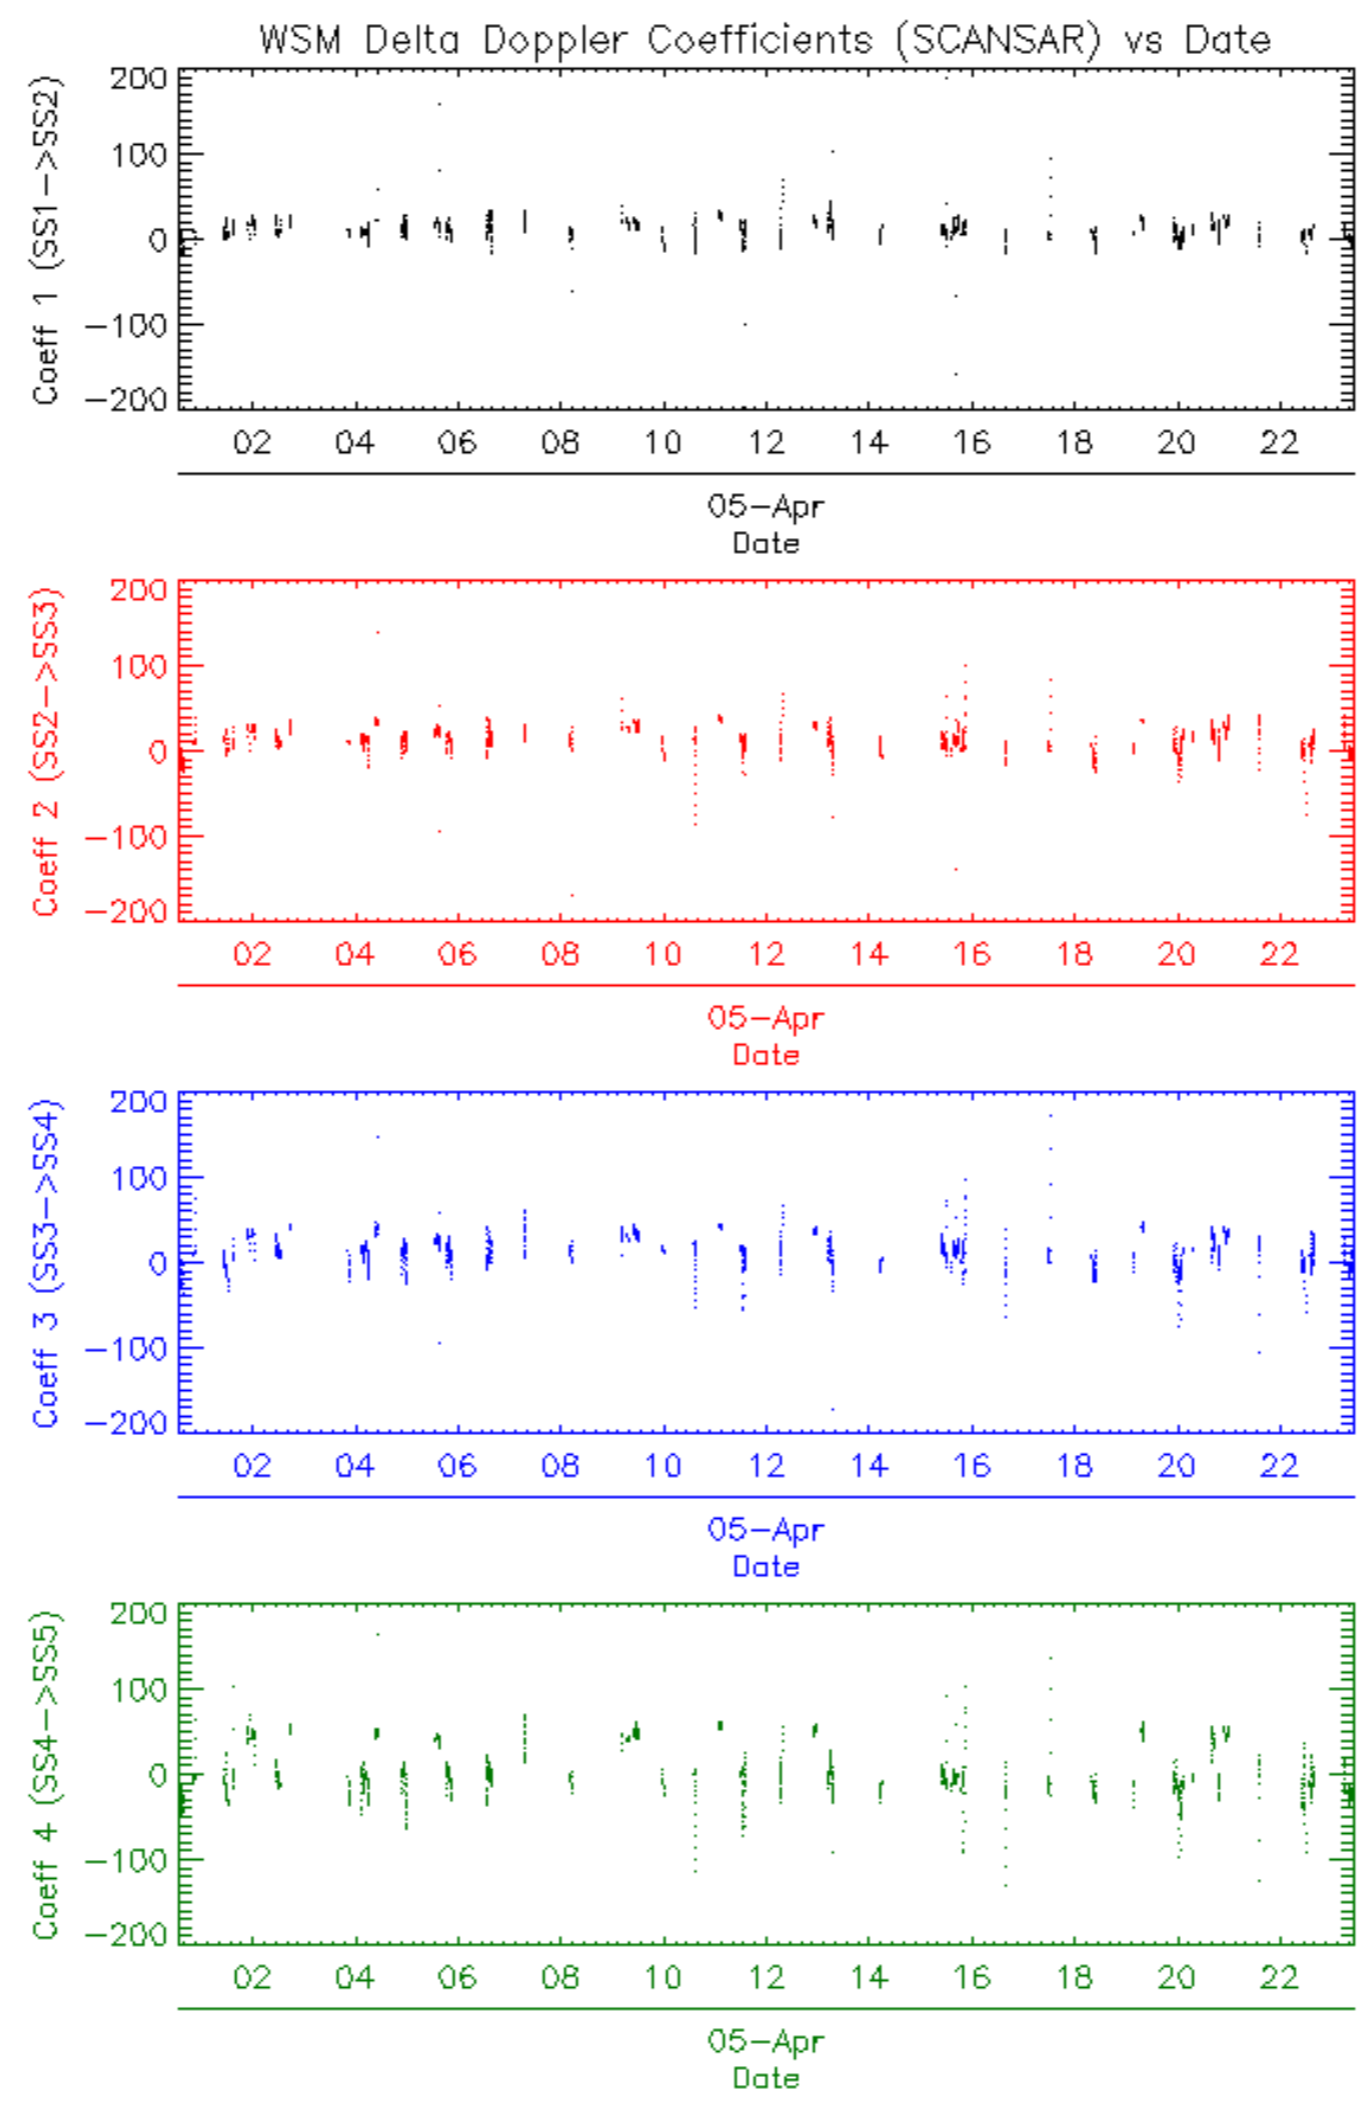 WSM Delta Doppler Coefficients (SCANSAR) vs Date
Coeff 1 (SS1->SS2)
200
100
0
-100
-200
02 04 06 08 10 12 14 16 18 20 22
05-Apr
Date
Coeff 2 (SS2->SS3)
200
100
0
-100
-200
02 04 06 08 10 12 14 16 18 20 22
05-Apr
Date
Coeff 3 (SS3->SS4)
200
100
0
-100
-200
02 04 06 08 10 12 14 16 18 20 22
05-Apr
Date
Coeff 4 (SS4->SS5)
200
100
0
-100
-200
02 04 06 08 10 12 14 16 18 20 22
05-Apr
Date